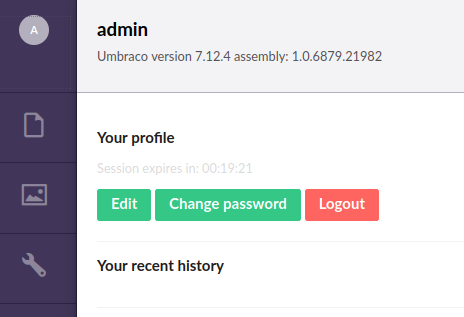 A
admin
Umbraco version 7.12.4 assembly: 1.0.6879.21982
Your profile
Session expires in: 00:19:21
Edit Change password Logout
Your recent history